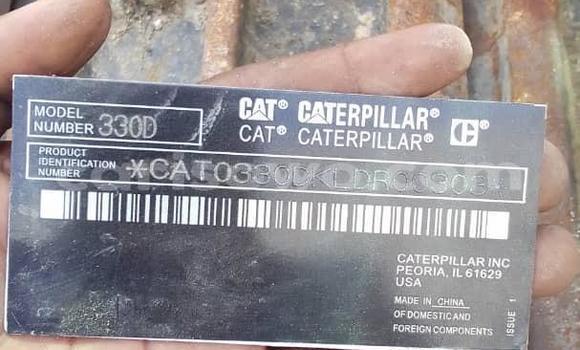 MODEL NUMBER 330D
CAT® CATERPILLAR®
CAT® CATERPILLAR®
PRODUCT IDENTIFICATION NUMBER *CAT0330DKLDR00303
CATERPILLAR INC
PEORIA, IL 61629
USA
MADE IN CHINA
OF DOMESTIC AND
FOREIGN COMPONENTS
ISSUE 1